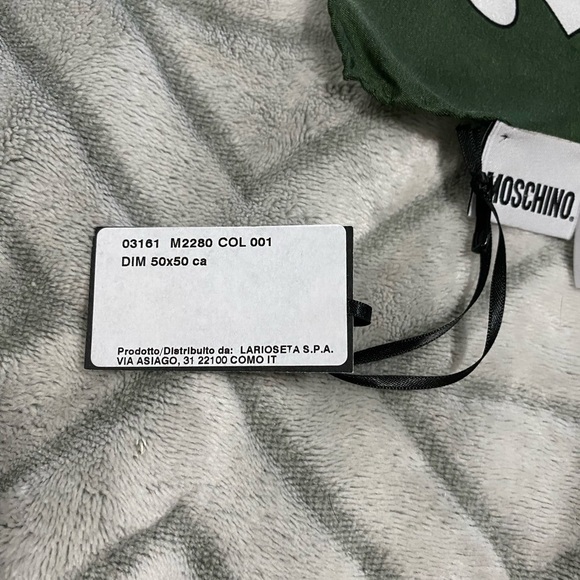 MOSCHINO.
03161 M2280 COL 001
DIM 50x50 ca
Prodotto/Distribuito da: LARIOSETA S.P.A.
VIA ASIAGO, 31 22100 COMO IT